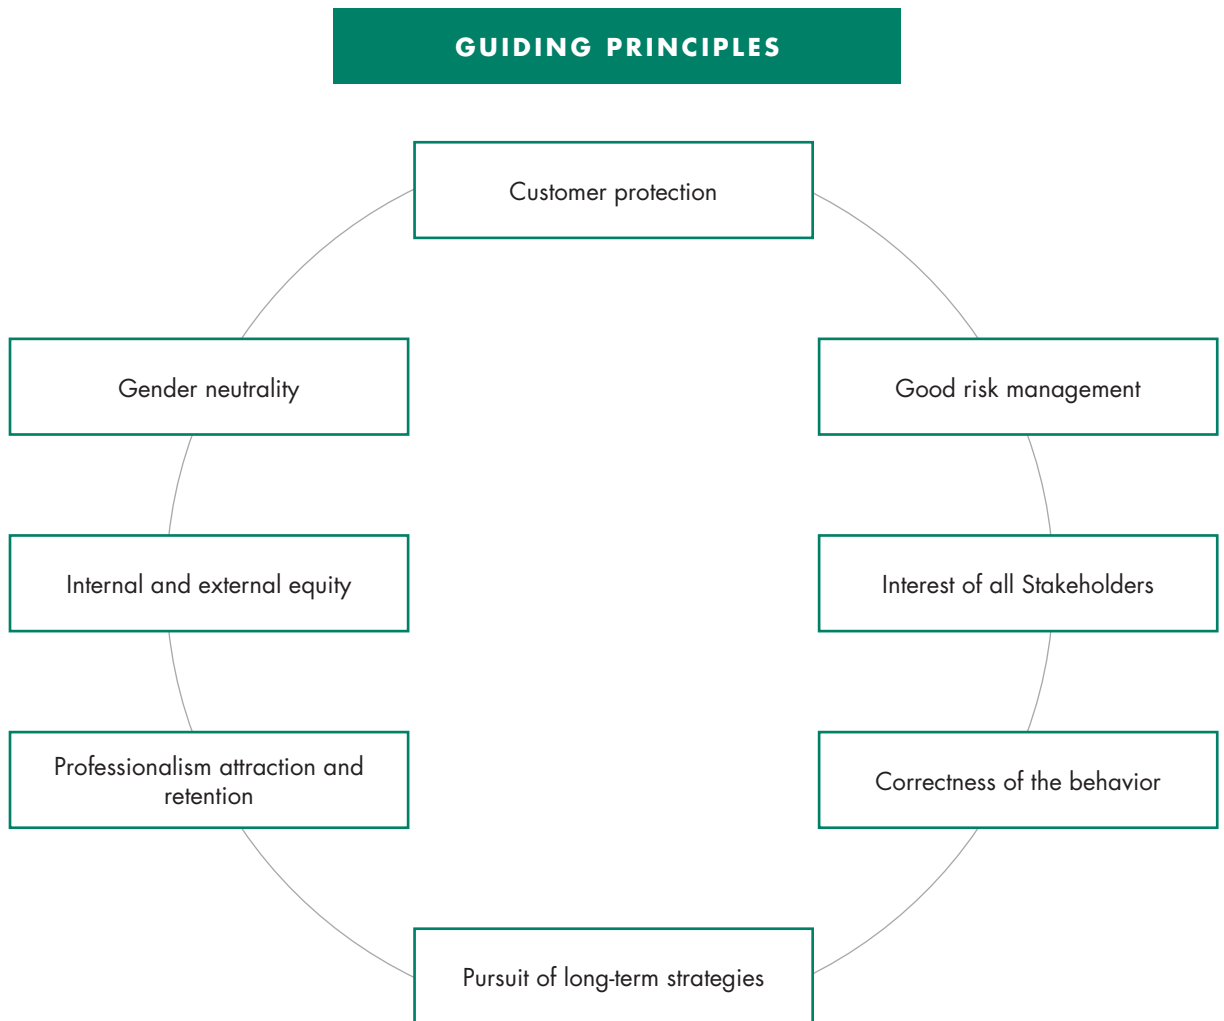 GUIDING PRINCIPLES
Customer protection
Gender neutrality
Good risk management
Internal and external equity
Interest of all Stakeholders
Professionalism attraction and
retention
Correctness of the behavior
Pursuit of long-term strategies